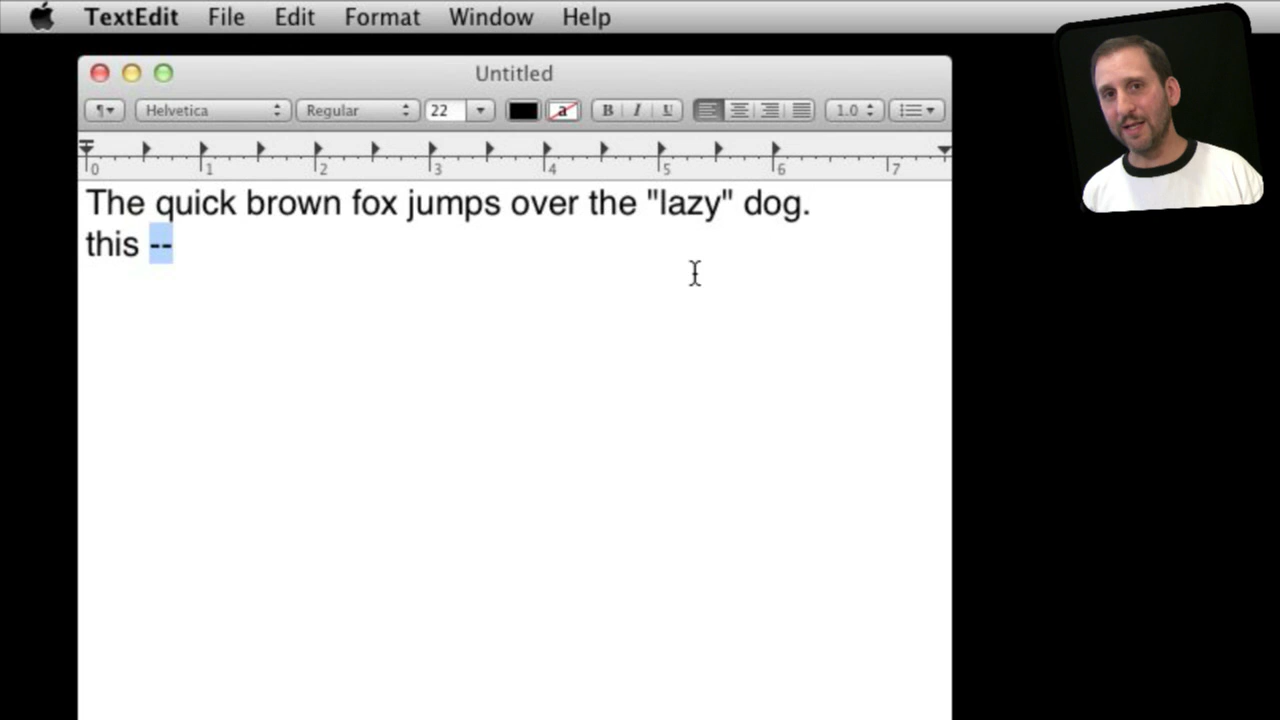 TextEdit File Edit Format Window Help
Untitled
¶ Helvetica Regular 22 a B I U 1.0
0 1 2 3 4 5 6 7
The quick brown fox jumps over the "lazy" dog.
this --